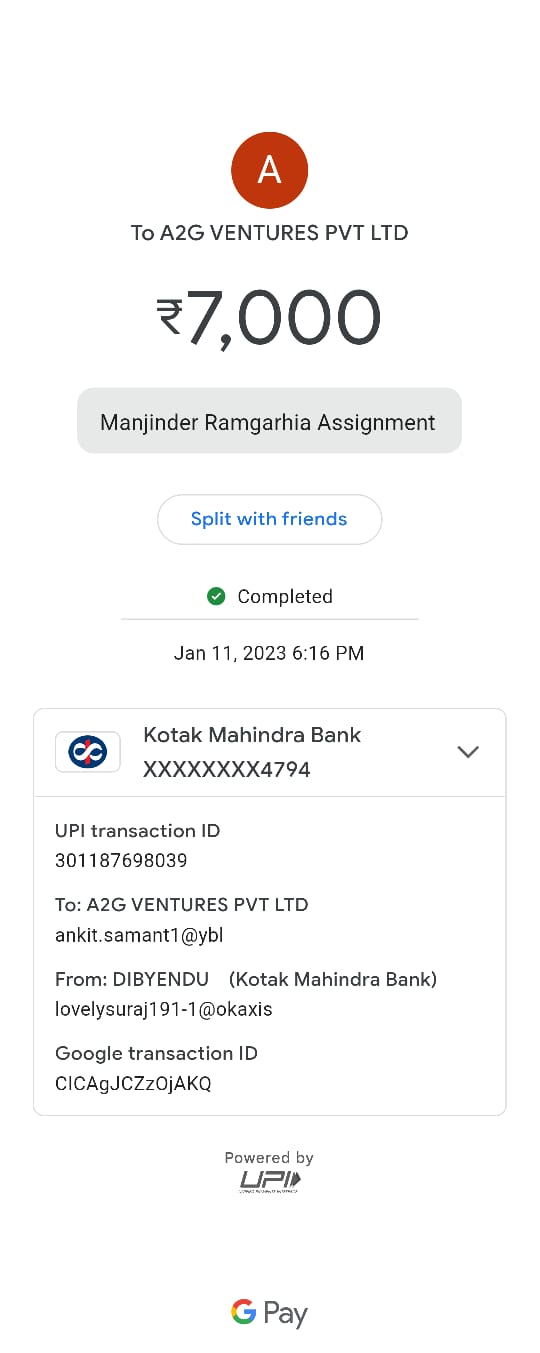 A
To A2G VENTURES PVT LTD
₹7,000
Manjinder Ramgarhia Assignment
Split with friends
Completed
Jan 11, 2023 6:16 PM
Kotak Mahindra Bank
XXXXXXXX4794
UPI transaction ID
301187698039
To: A2G VENTURES PVT LTD
ankit.samant1@ybl
From: DIBYENDU (Kotak Mahindra Bank)
lovelysuraj191-1@okaxis
Google transaction ID
CICAgJCZzOjAKQ
Powered by
UPI
G Pay